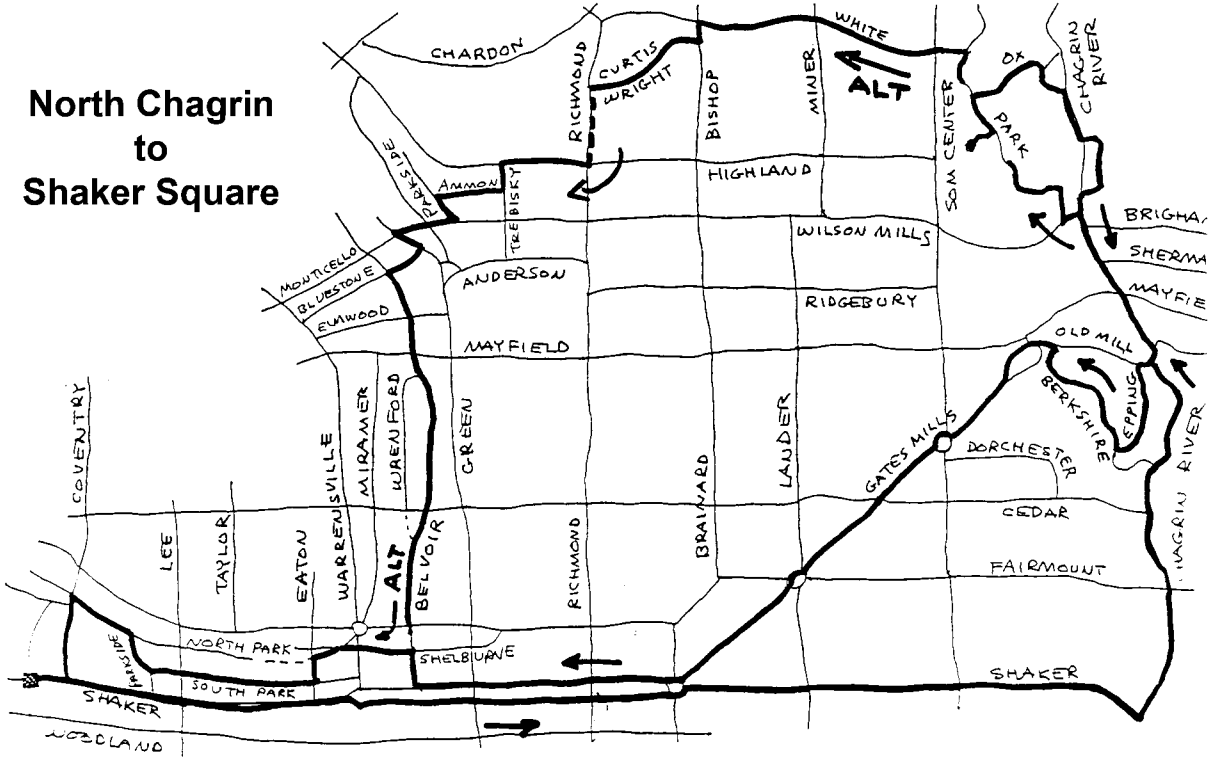 North Chagrin
to
Shaker Square
CHARDON
RICHMOND
CURTIS
WRIGHT
BISHOP
MINER
WHITE
ALT
SOM CENTER
PARK
CHAGRIN
RIVER
PARKSIDE
AMMON
TREBISKY
HIGHLAND
WILSON MILLS
BRIGHA
SHERMA
MAYFIE
MONTICELLO
BLUESTONE
ELMWOOD
ANDERSON
RIDGEBURY
MAYFIELD
OLD MILL
BERKSHIRE
EPPING
COVENTRY
WARRENSVILLE
MIRAMER
WRENFORD
GREEN
LANDER
GATES MILLS
DORCHESTER
CHAGRIN RIVER
CEDAR
LEE
TAYLOR
EATON
ALT
BELVOIR
RICHMOND
BRAINARD
FAIRMOUNT
PARKSIDE
NORTH PARK
SHELBURNE
SOUTH PARK
SHAKER
SHAKER